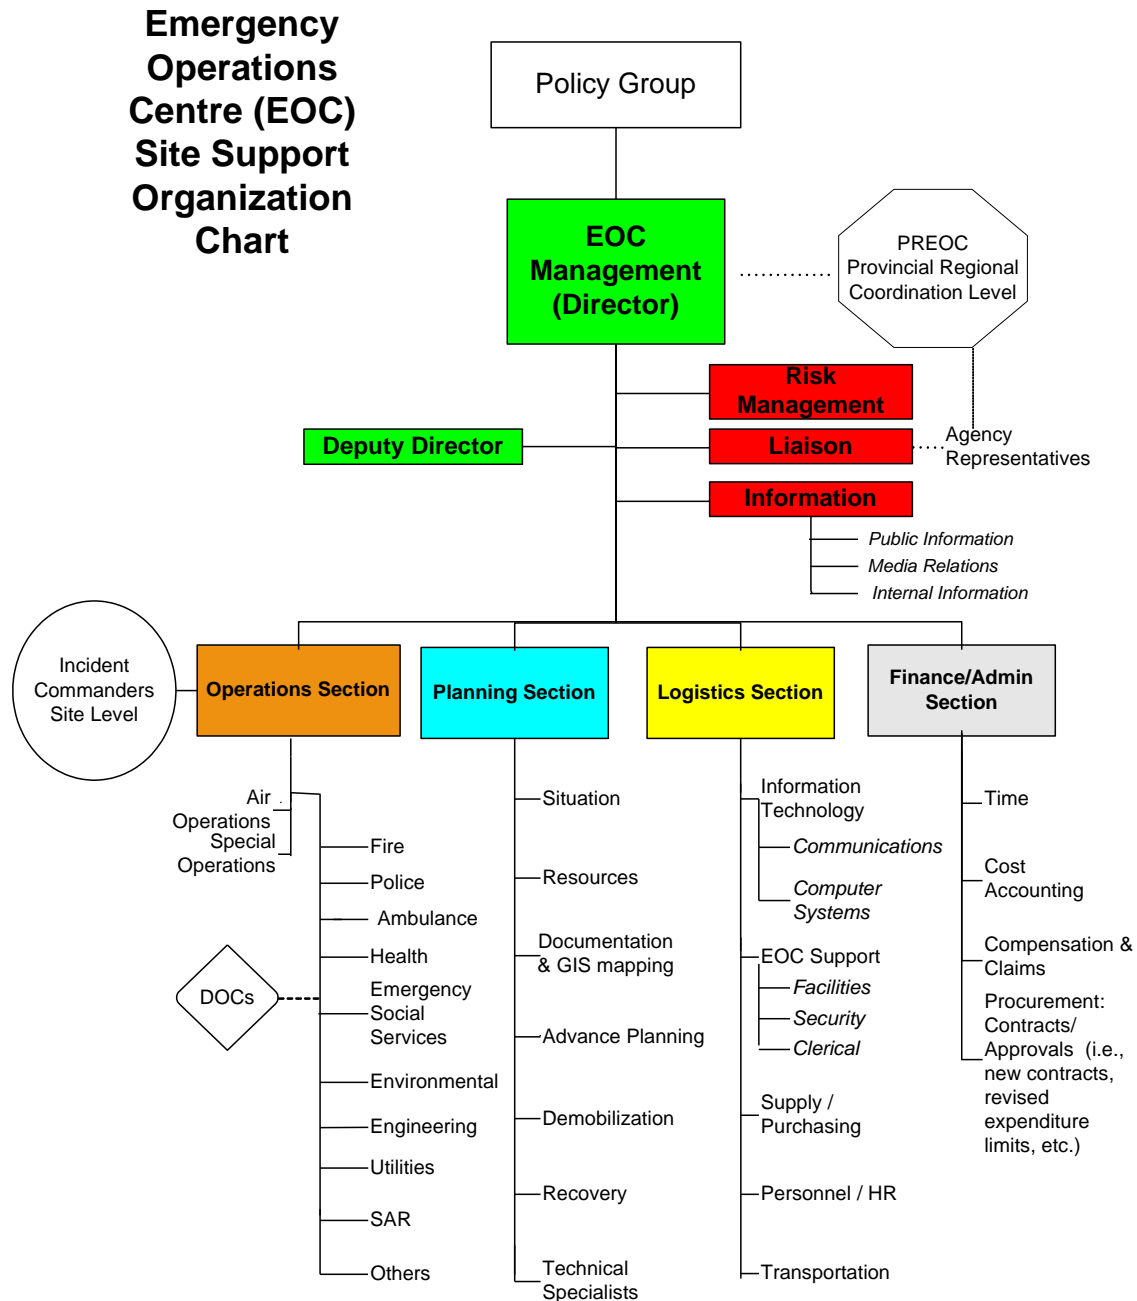 Emergency
Operations
Centre (EOC)
Site Support
Organization
Chart
Policy Group
EOC
Management
(Director)
PREOC
Provincial Regional
Coordination Level
Risk
Management
Deputy Director
Liaison
Agency
Representatives
Information
Public Information
Media Relations
Internal Information
Incident
Commanders
Site Level
Operations Section
Planning Section
Logistics Section
Finance/Admin
Section
Air
Operations
Special
Operations
Fire
Police
Ambulance
Health
DOCs
Emergency
Social
Services
Environmental
Engineering
Utilities
SAR
Others
Situation
Resources
Documentation
& GIS mapping
Advance Planning
Demobilization
Recovery
Technical
Specialists
Information
Technology
Communications
Computer
Systems
EOC Support
Facilities
Security
Clerical
Supply /
Purchasing
Personnel / HR
Transportation
Time
Cost
Accounting
Compensation &
Claims
Procurement:
Contracts/
Approvals (i.e.,
new contracts,
revised
expenditure
limits, etc.)